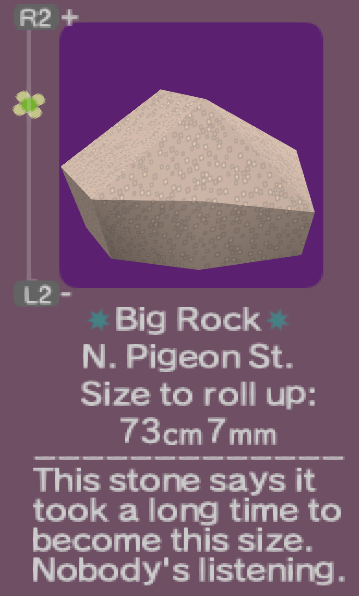 R2 +
L2 -
Big Rock
N. Pigeon St.
Size to roll up:
73cm7mm
This stone says it
took a long time to
become this size.
Nobody's listening.